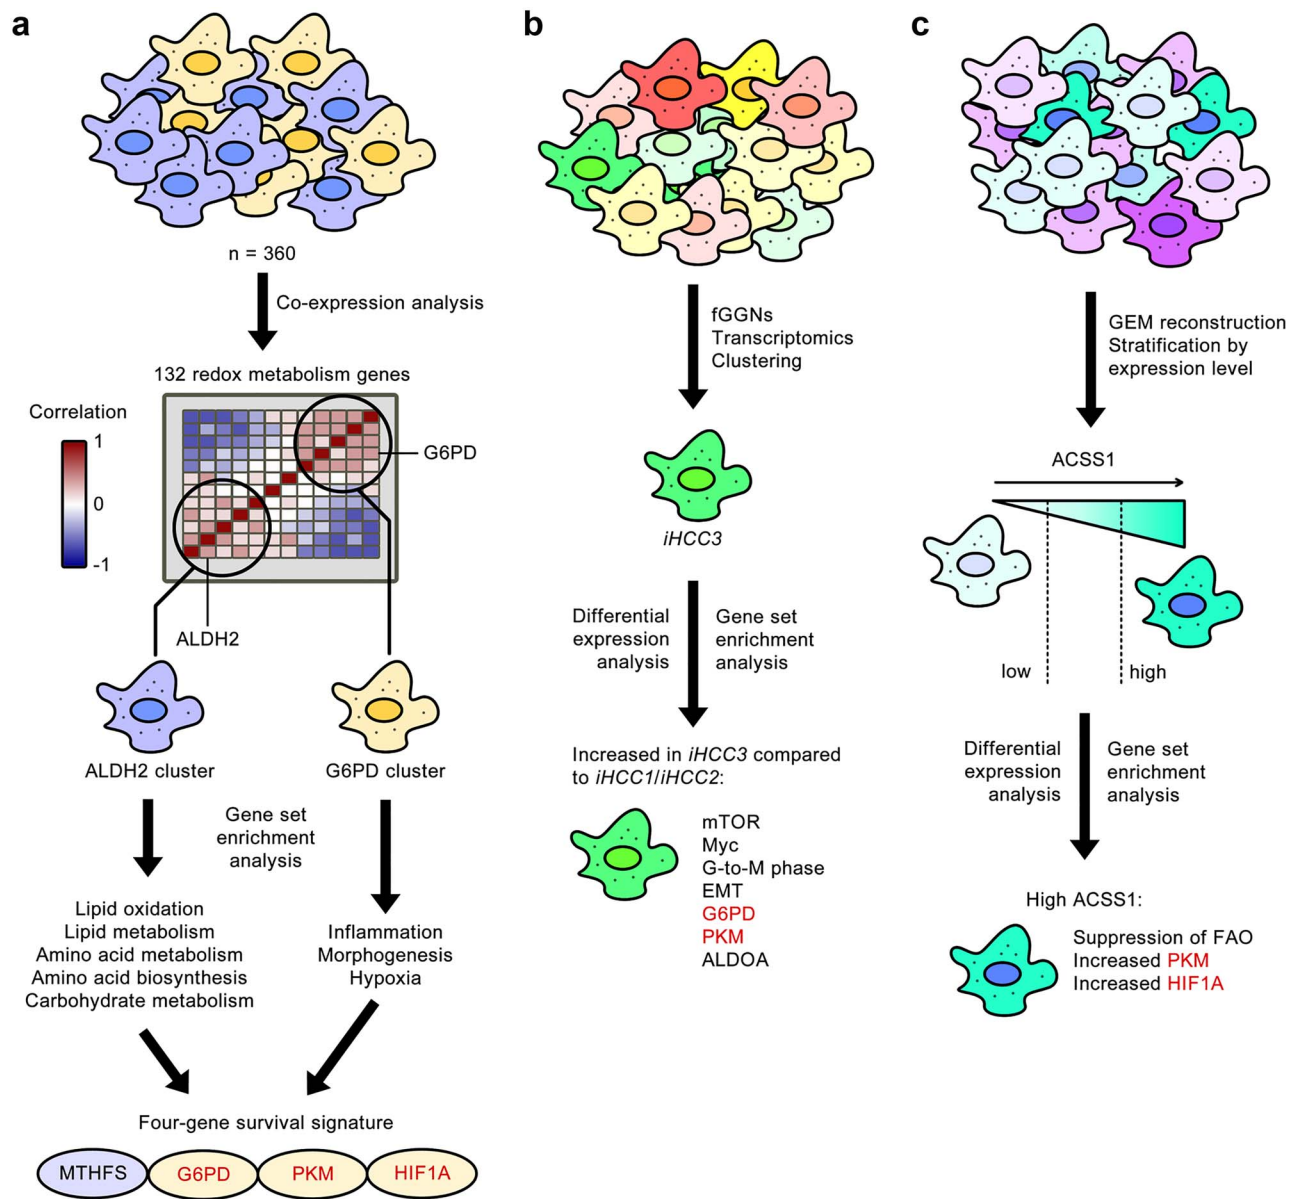 a
n = 360
Co-expression analysis
132 redox metabolism genes
Correlation
1
0
-1
G6PD
ALDH2
ALDH2 cluster
G6PD cluster
Gene set
enrichment
analysis
Lipid oxidation
Lipid metabolism
Amino acid metabolism
Amino acid biosynthesis
Carbohydrate metabolism
Inflammation
Morphogenesis
Hypoxia
Four-gene survival signature
MTHFS
G6PD
PKM
HIF1A
b
fGGNs
Transcriptomics
Clustering
iHCC3
Differential
expression
analysis
Gene set
enrichment
analysis
Increased in iHCC3 compared
to iHCC1/iHCC2:
mTOR
Myc
G-to-M phase
EMT
G6PD
PKM
ALDOA
c
GEM reconstruction
Stratification by
expression level
ACSS1
low
high
Differential
expression
analysis
Gene set
enrichment
analysis
High ACSS1:
Suppression of FAO
Increased PKM
Increased HIF1A